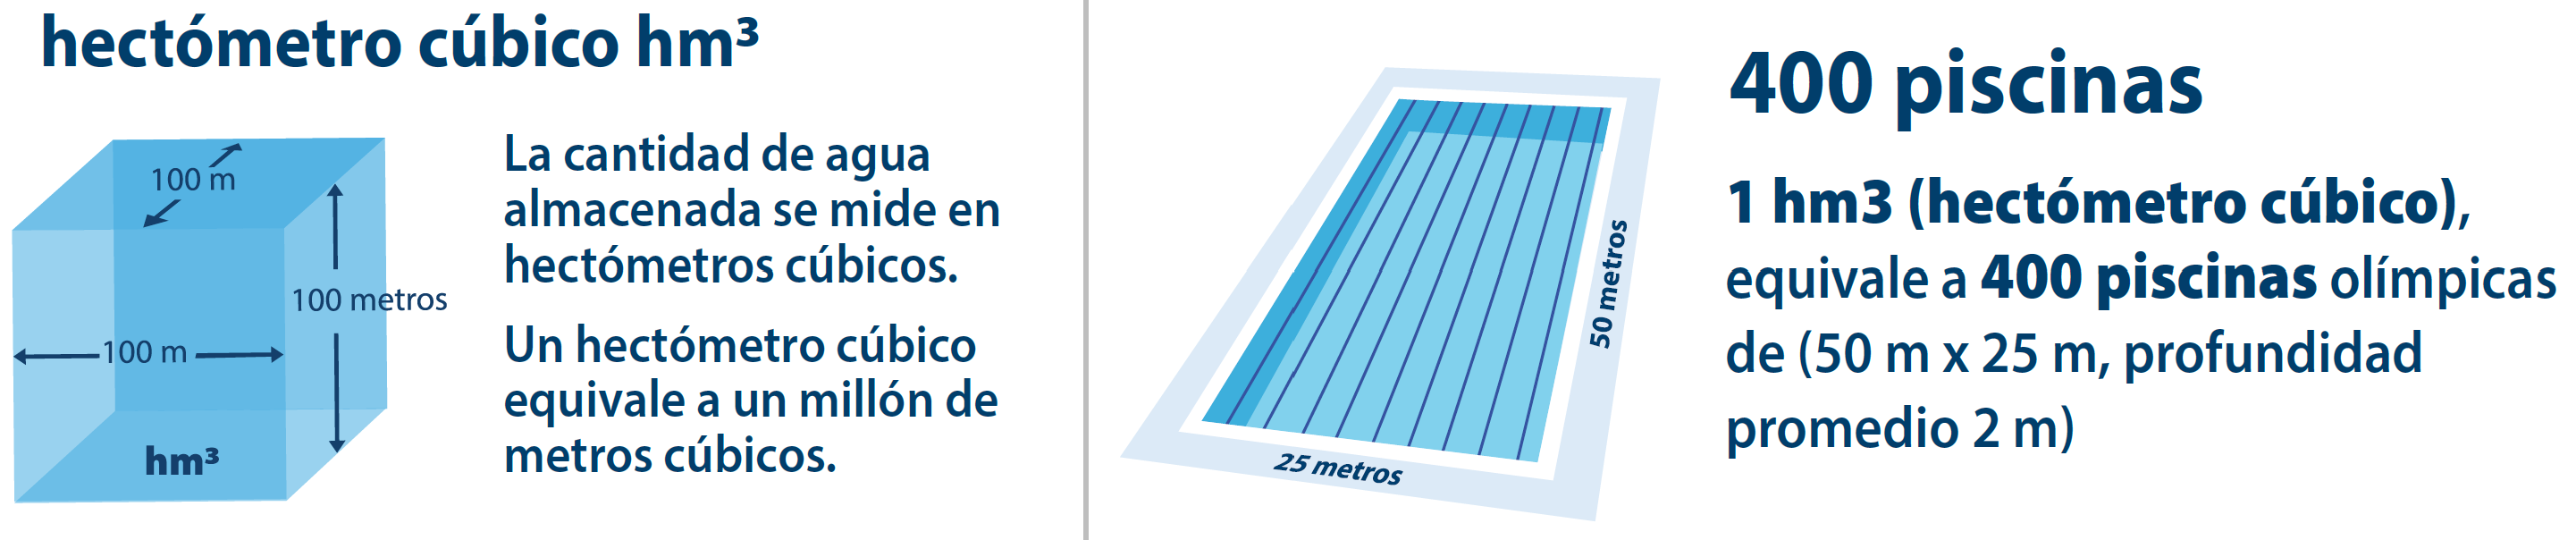 hectómetro cúbico hm³
100 m
100 metros
100 m
hm³
La cantidad de agua
almacenada se mide en
hectómetros cúbicos.
Un hectómetro cúbico
equivale a un millón de
metros cúbicos.
50 metros
25 metros
400 piscinas
1 hm3 (hectómetro cúbico),
equivale a 400 piscinas olímpicas
de (50 m x 25 m, profundidad
promedio 2 m)